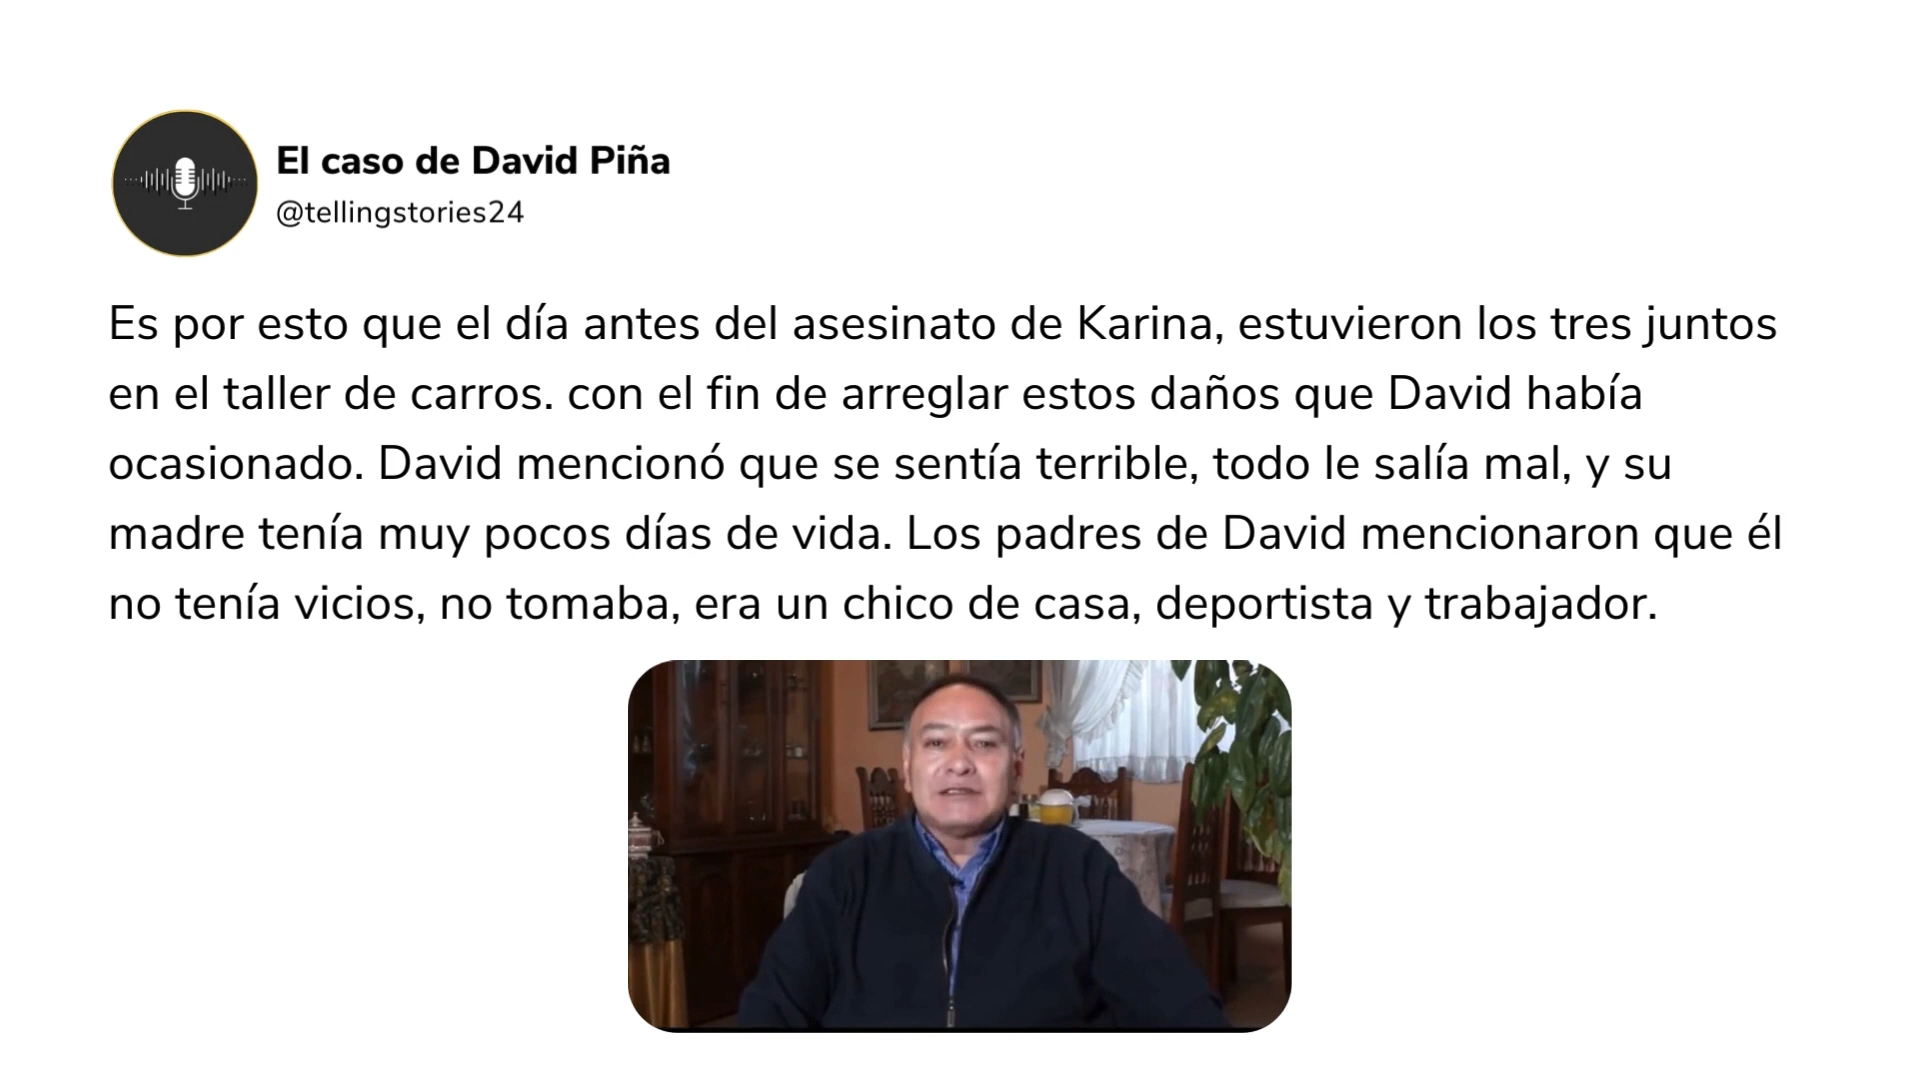 El caso de David Piña
@tellingstories24
Es por esto que el día antes del asesinato de Karina, estuvieron los tres juntos
en el taller de carros. con el fin de arreglar estos daños que David había
ocasionado. David mencionó que se sentía terrible, todo le salía mal, y su
madre tenía muy pocos días de vida. Los padres de David mencionaron que él
no tenía vicios, no tomaba, era un chico de casa, deportista y trabajador.